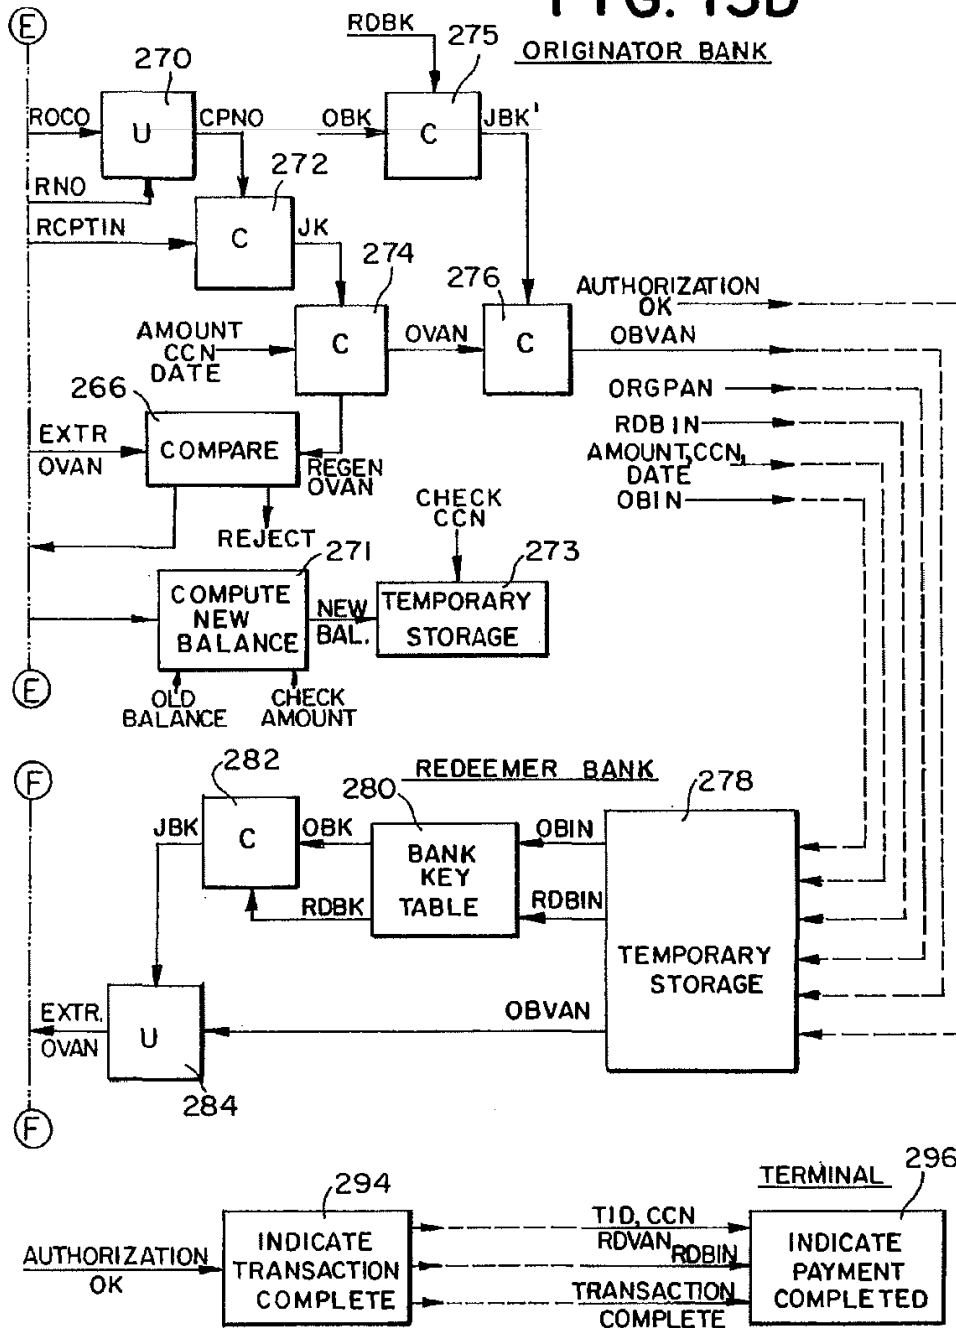 FIG. 13D
ORIGINATOR BANK
E
270
RDBK
275
ROCO
U
CPNO
OBK
C
JBK'
RNO
272
RCPTIN
C
JK
274
276
AMOUNT
CCN
DATE
C
OVAN
C
AUTHORIZATION
OK
OBVAN
266
ORGPAN
EXTR
OVAN
COMPARE
REGEN
OVAN
RDBIN
AMOUNT,CCN,
DATE
OBIN
REJECT
CHECK
CCN
271
273
COMPUTE
NEW
BALANCE
NEW
BAL.
TEMPORARY
STORAGE
E
OLD
BALANCE
CHECK
AMOUNT
REDEEMER BANK
F
282
280
278
JBK
C
OBK
BANK
KEY
TABLE
OBIN
RDBK
RDBIN
TEMPORARY
STORAGE
EXTR.
OVAN
U
OBVAN
284
F
TERMINAL
294
296
AUTHORIZATION
OK
INDICATE
TRANSACTION
COMPLETE
TID,CCN
RDVAN
RDBIN
TRANSACTION
COMPLETE
INDICATE
PAYMENT
COMPLETED